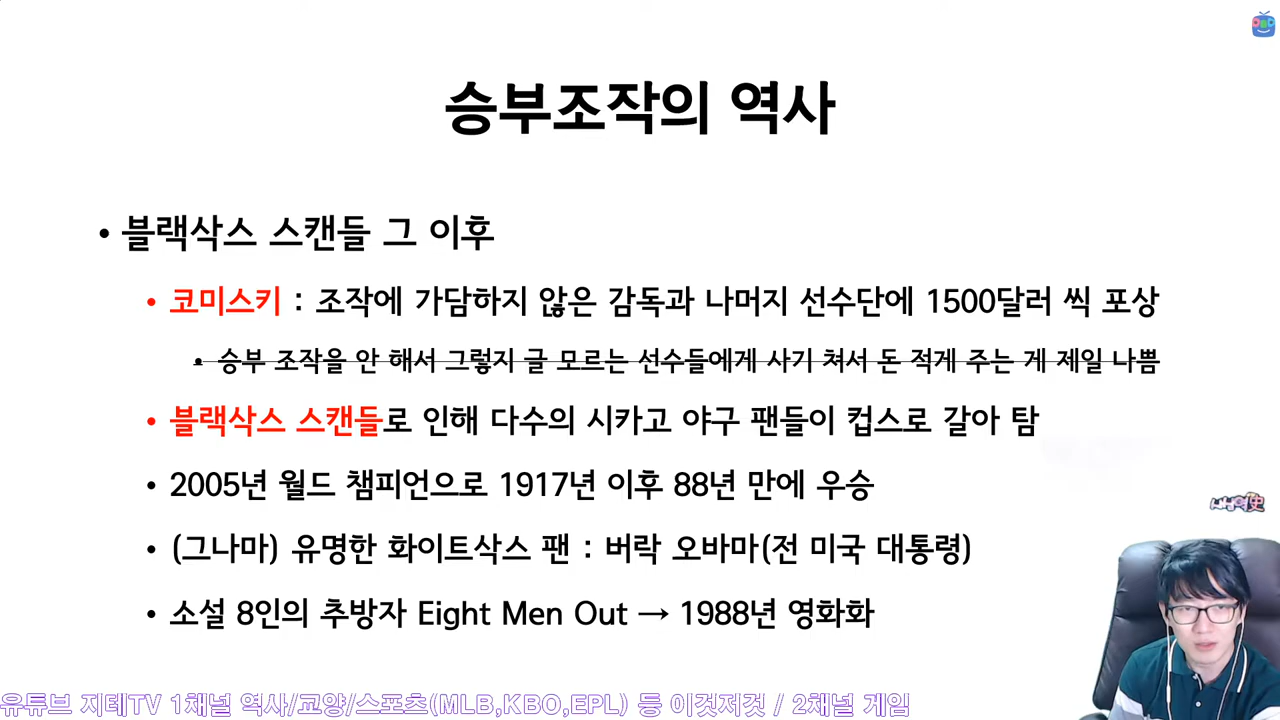 승부조작의 역사
• 블랙삭스 스캔들 그 이후
• 코미스키 : 조작에 가담하지 않은 감독과 나머지 선수단에 1500달러 씩 포상
• 승부 조작을 안 해서 그렇지 글 모르는 선수들에게 사기 쳐서 돈 적게 주는 게 제일 나쁨
• 블랙삭스 스캔들로 인해 다수의 시카고 야구 팬들이 컵스로 갈아 탐
• 2005년 월드 챔피언으로 1917년 이후 88년 만에 우승
• (그나마) 유명한 화이트삭스 팬 : 버락 오바마(전 미국 대통령)
• 소설 8인의 추방자 Eight Men Out → 1988년 영화화
유튜브 지테TV 1채널 역사/교양/스포츠(MLB,KBO,EPL) 등 이것저것 / 2채널 게임